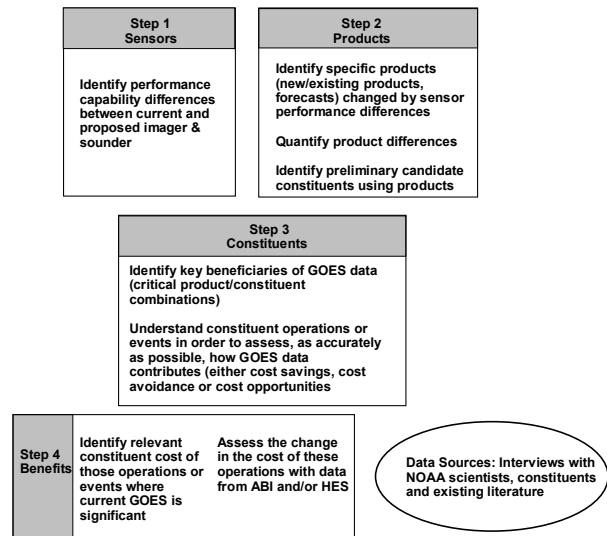 Step 1
Sensors
Identify performance
capability differences
between current and
proposed imager &
sounder
Step 2
Products
Identify specific products
(new/existing products,
forecasts) changed by sensor
performance differences
Quantify product differences
Identify preliminary candidate
constituents using products
Step 3
Constituents
Identify key beneficiaries of GOES data
(critical product/constituent
combinations)
Understand constituent operations or
events in order to assess, as accurately
as possible, how GOES data
contributes (either cost savings, cost
avoidance or cost opportunities
Step 4
Benefits
Identify relevant
constituent cost of
those operations or
events where
current GOES is
significant
Assess the change
in the cost of these
operations with data
from ABI and/or HES
Data Sources: Interviews with
NOAA scientists, constituents
and existing literature